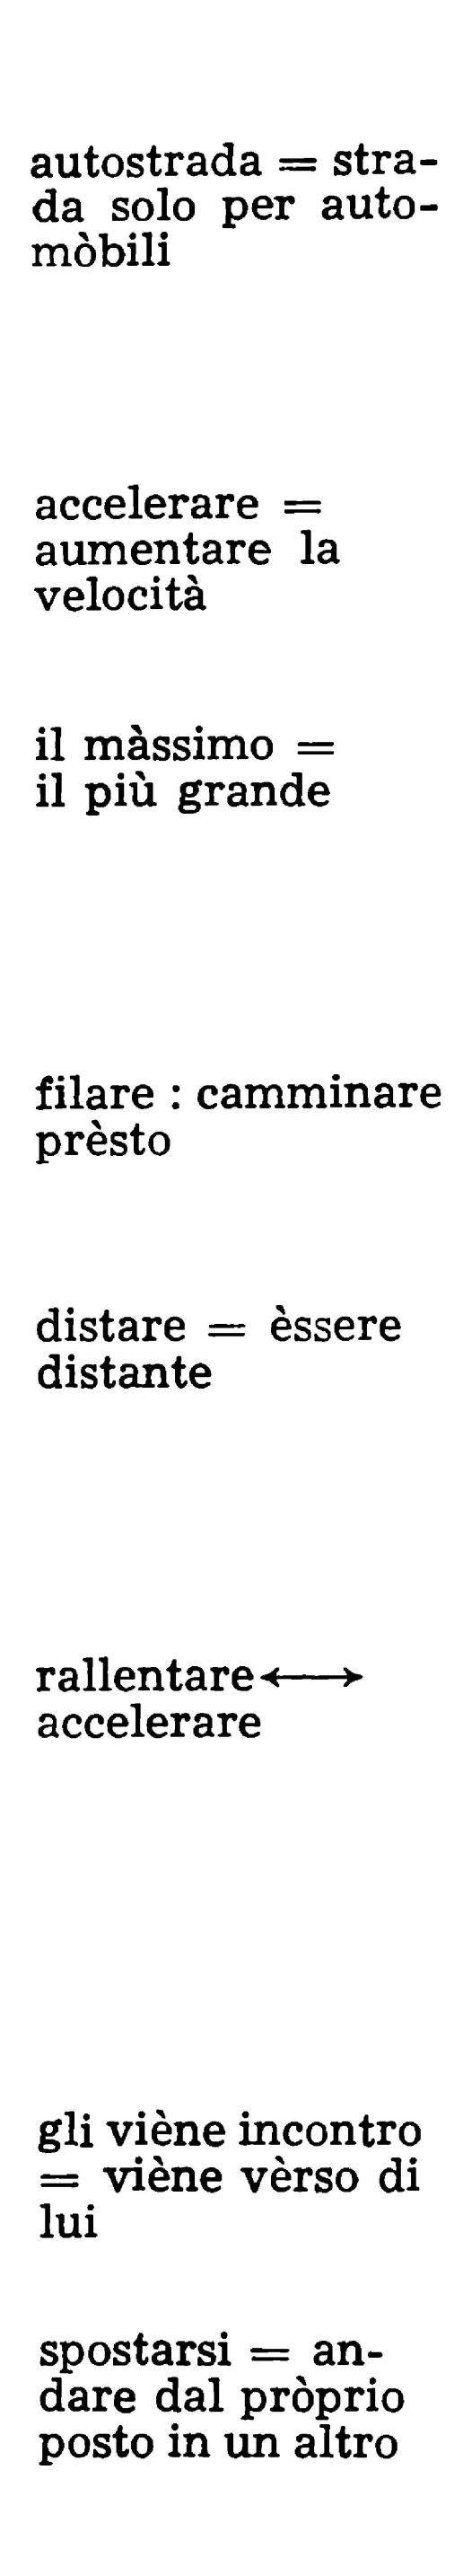 autostrada = stra-
da solo per auto-
mòbili
accelerare =
aumentare la
velocità
il màssimo =
il più grande
filare : camminare
prèsto
distare = èssere
distante
rallentare⟷
accelerare
gli viène incontro
= viène vèrso di
lui
spostarsi = an-
dare dal pròprio
posto in un altro